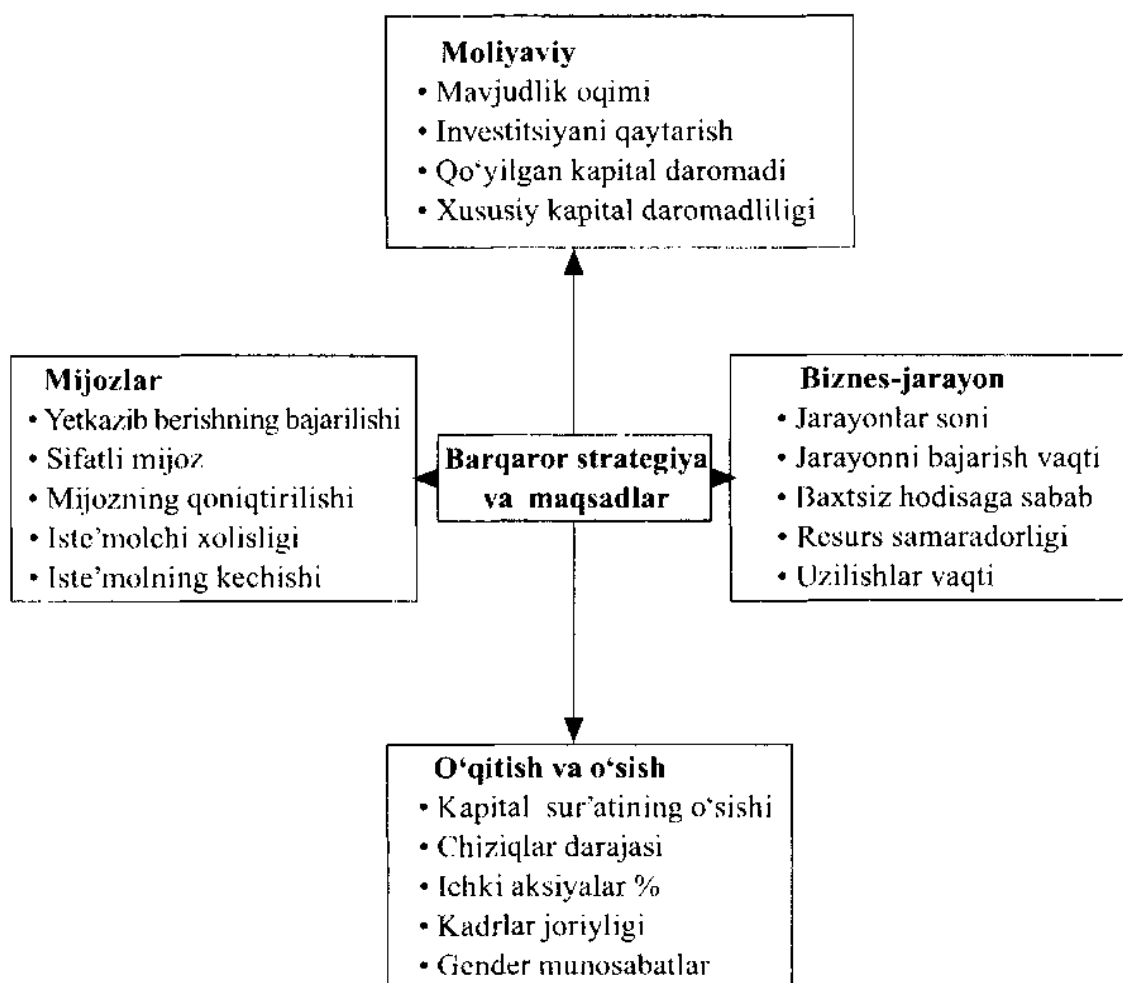 Moliyaviy
• Mavjudlik oqimi
• Investitsiyani qaytarish
• Qo‘yilgan kapital daromadi
• Xususiy kapital daromadliligi
Mijozlar
• Yetkazib berishning bajarilishi
• Sifatli mijoz
• Mijozning qoniqtirilishi
• Iste’molchi xolisligi
• Iste’molning kechishi
Barqaror strategiya
va maqsadlar
Biznes-jarayon
• Jarayonlar soni
• Jarayonni bajarish vaqti
• Baxtsiz hodisaga sabab
• Resurs samaradorligi
• Uzilishlar vaqti
O‘qitish va o‘sish
• Kapital sur’atining o‘sishi
• Chiziqlar darajasi
• Ichki aksiyalar %
• Kadrlar joriyligi
• Gender munosabatlar